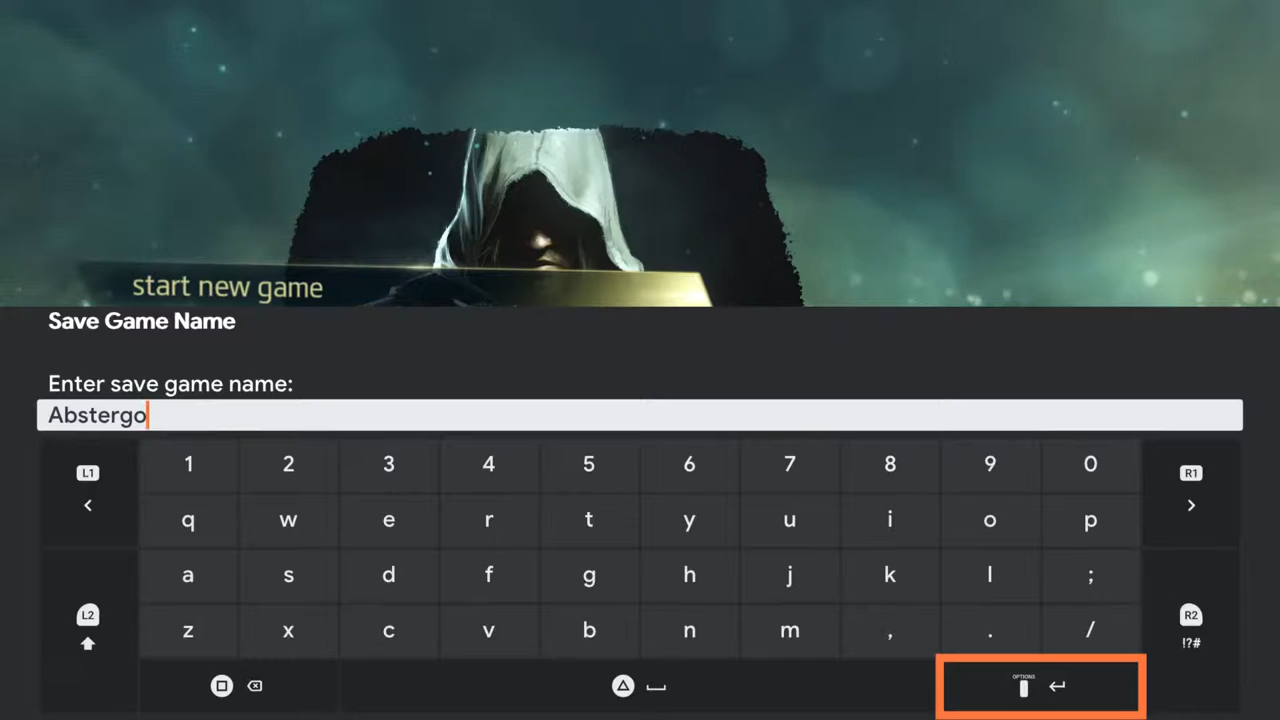 start new game
Save Game Name
Enter save game name:
Abstergo
L1 1 2 3 4 5 6 7 8 9 0 R1
< q w e r t y u i o p >
a s d f g h j k l ;
L2 z x c v b n m , . / R2
!?#
OPTIONS